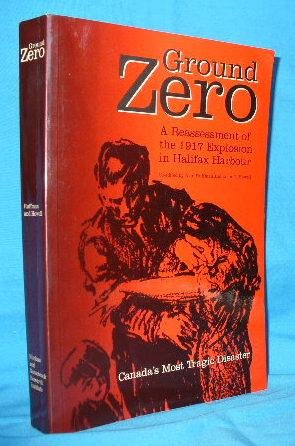 Ground
Zero
A Reassessment of
the 1917 Explosion
in Halifax Harbour
Canada's Most Tragic Disaster
Ground
Zero
Ruffman
and Howell